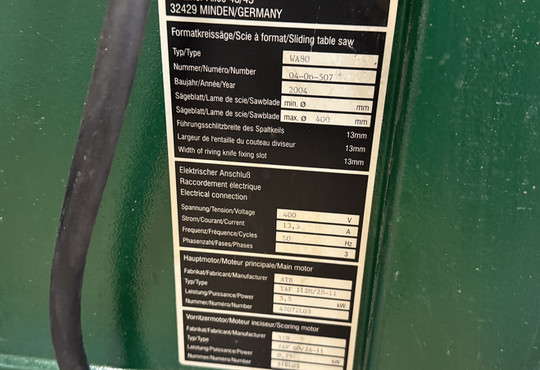 32429 MINDEN/GERMANY
Formatkreissäge/Scie à format/Sliding table saw
Typ/Type WA80
Nummer/Numéro/Number 04-06-507
Baujahr/Année/Year 2004
Sägeblatt/Lame de scie/Sawblade min. ø mm
Sägeblatt/Lame de scie/Sawblade max. ø 400 mm
Führungsschlitzbreite des Spaltkeils 13mm
Largeur de l'entaille du couteau diviseur 13mm
Width of riving knife fixing slot 13mm
Elektrischer Anschluß
Raccordement électrique
Electrical connection
Spannung/Tension/Voltage 400 V
Strom/Courant/Current A
Frequenz/Fréquence/Cycles 50 Hz
Phasenzahl/Fases/Phases 3
Hauptmotor/Moteur principale/Main motor
Fabrikat/Fabricant/Manufacturer ATB
Typ/Type
Leistung/Puissance/Power 5,5 kW
Nummer/Numéro/Number
Vorritzermotor/Moteur inciseur/Scoring motor
Fabrikat/Fabricant/Manufacturer ATB
Typ/Type
Leistung/Puissance/Power kW
Nummer/Numéro/Number